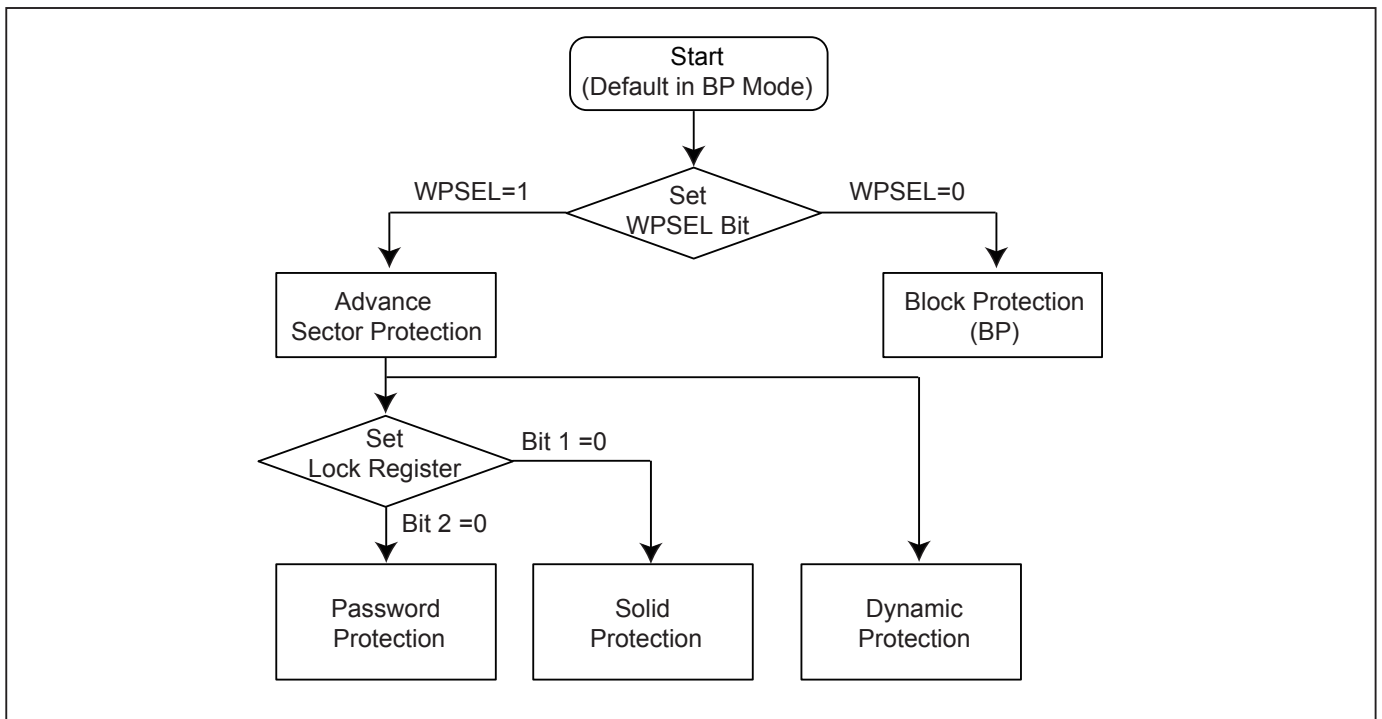 Start
(Default in BP Mode)
WPSEL=1
Set
WPSEL Bit
WPSEL=0
Advance
Sector Protection
Block Protection
(BP)
Set
Lock Register
Bit 1 =0
Bit 2 =0
Password
Protection
Solid
Protection
Dynamic
Protection